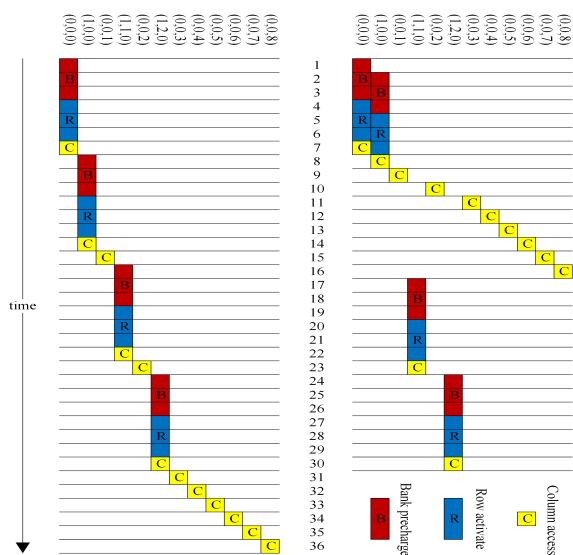 (0,0,0) (1,0,0) (0,0,1) (1,1,0) (0,0,2) (1,2,0) (0,0,3) (0,0,4) (0,0,5) (0,0,6) (0,0,7) (0,0,8)
(0,0,0) (1,0,0) (0,0,1) (1,1,0) (0,0,2) (1,2,0) (0,0,3) (0,0,4) (0,0,5) (0,0,6) (0,0,7) (0,0,8)
1
B 2 B
3 B
4
R 5 R
6 R
C 7 C
8 C
B 9 C
10 C
11 C
R 12 C
13 C
C 14 C
C 15 C
16 C
B 17
18 B
time
19
R 20
21 R
C 22
C 23 C
24
B 25 B
26
27
R 28 R
29
C 30 C
C 31
C 32
C 33
C 34
C 35
C 36
Column access
C
Row activate
R
Bank precharge
B